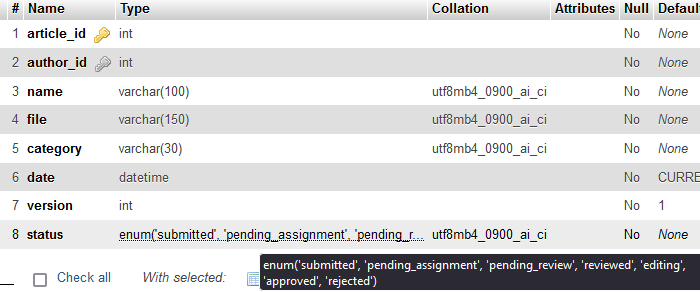 # Name Type Collation Attributes Null Defaul
1 article_id int No None
2 author_id int No None
3 name varchar(100) utf8mb4_0900_ai_ci No None
4 file varchar(150) utf8mb4_0900_ai_ci No None
5 category varchar(30) utf8mb4_0900_ai_ci No None
6 date datetime No CURRE
7 version int No 1
8 status enum('submitted', 'pending_assignment', 'pending_r... utf8mb4_0900_ai_ci No None
Check all With selected:
enum('submitted', 'pending_assignment', 'pending_review', 'reviewed', 'editing',
'approved', 'rejected')